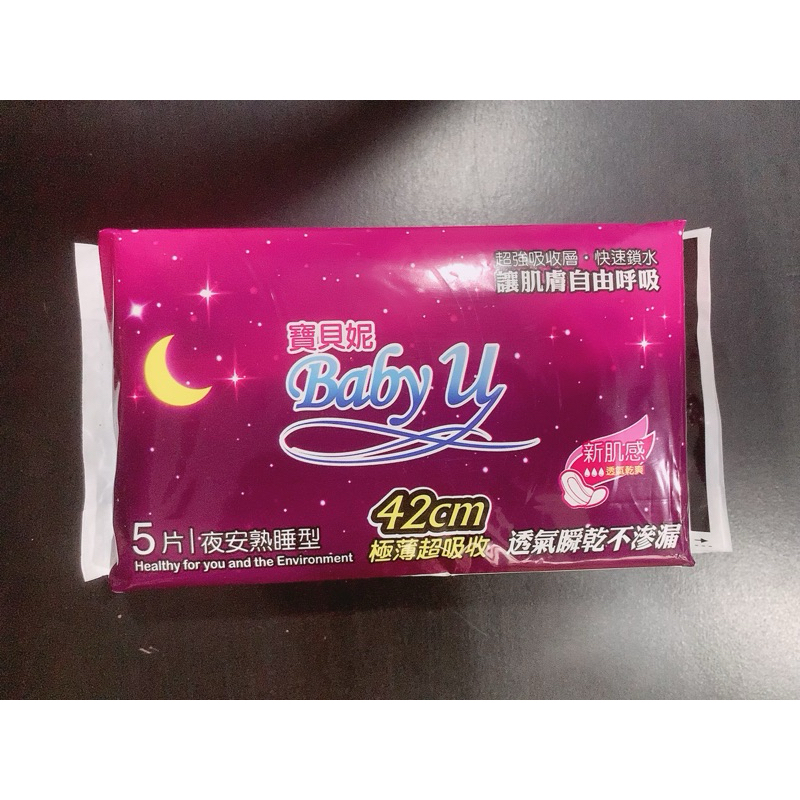 超強吸收層・快速鎖水
讓肌膚自由呼吸
寶貝妮
Baby U
新肌感
透氣乾爽
42cm
極薄超吸收
5片|夜安熟睡型
Healthy for you and the Environment
透氣瞬乾不滲漏